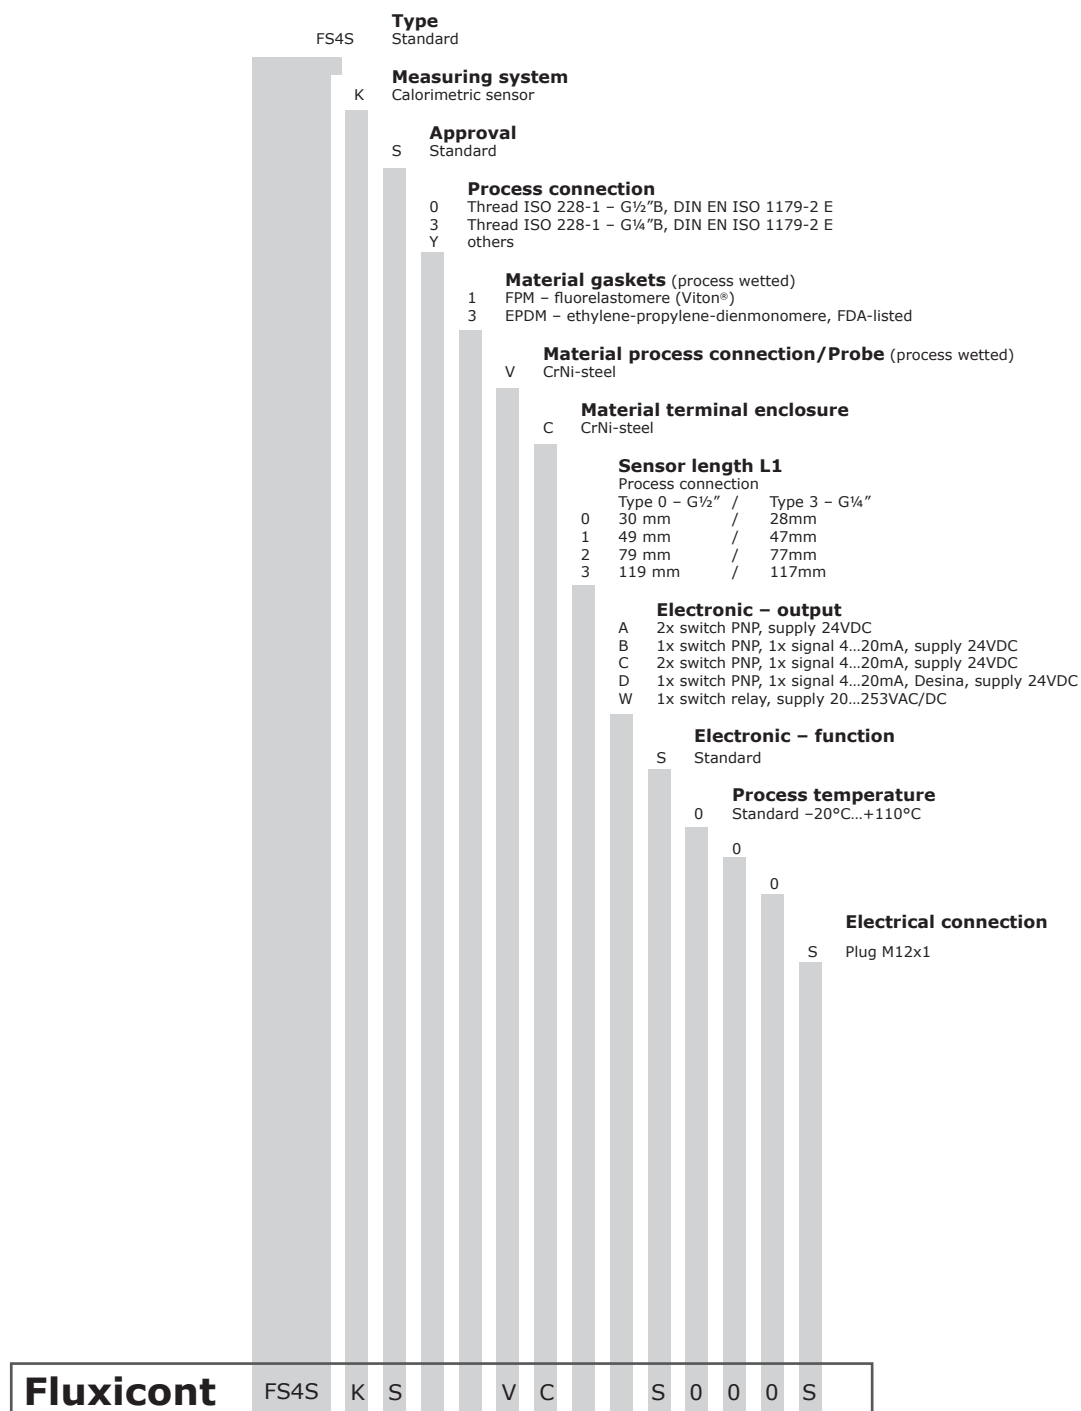 Type
FS4S Standard
Measuring system
K Calorimetric sensor
Approval
S Standard
Process connection
0 Thread ISO 228-1 – G½”B, DIN EN ISO 1179-2 E
3 Thread ISO 228-1 – G¼”B, DIN EN ISO 1179-2 E
Y others
Material gaskets (process wetted)
1 FPM – fluorelastomere (Viton®)
3 EPDM – ethylene-propylene-dienmonomere, FDA-listed
Material process connection/Probe (process wetted)
V CrNi-steel
Material terminal enclosure
C CrNi-steel
Sensor length L1
Process connection
Type 0 – G½” / Type 3 – G¼”
0 30 mm / 28mm
1 49 mm / 47mm
2 79 mm / 77mm
3 119 mm / 117mm
Electronic – output
A 2x switch PNP, supply 24VDC
B 1x switch PNP, 1x signal 4…20mA, supply 24VDC
C 2x switch PNP, 1x signal 4…20mA, supply 24VDC
D 1x switch PNP, 1x signal 4…20mA, Desina, supply 24VDC
W 1x switch relay, supply 20…253VAC/DC
Electronic – function
S Standard
Process temperature
0 Standard –20°C…+110°C
0
0
Electrical connection
S Plug M12x1
Fluxicont FS4S K S V C S 0 0 0 S